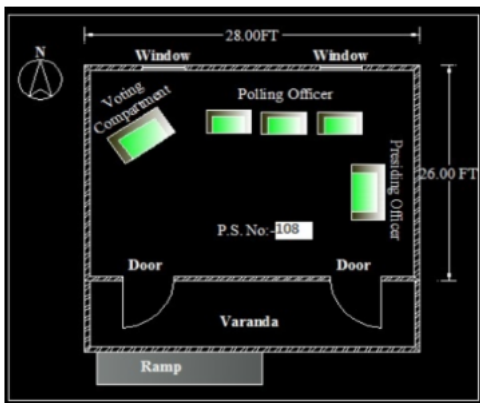 28.00FT
N
Window
Window
Voting
Compartment
Polling Officer
Presiding Officer
26.00 FT
P.S. No:-108
Door
Door
Varanda
Ramp